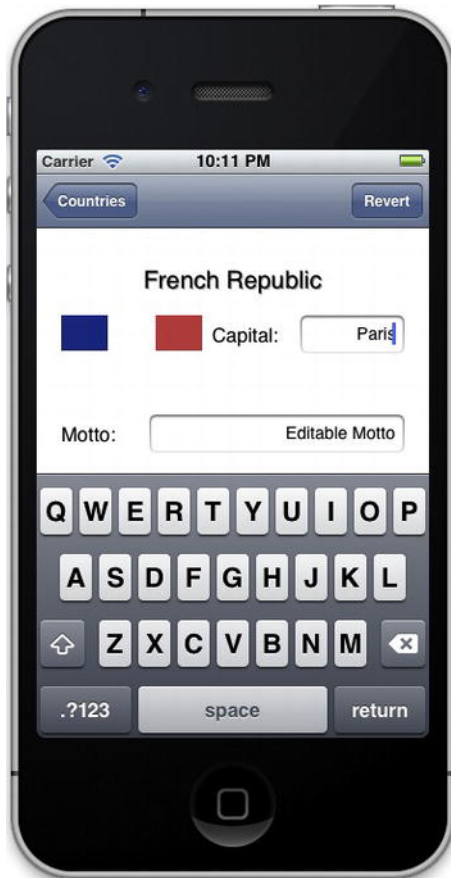 Carrier 10:11 PM
Countries Revert
French Republic
Capital: Paris
Motto: Editable Motto
Q W E R T Y U I O P
A S D F G H J K L
Z X C V B N M
.?123 space return